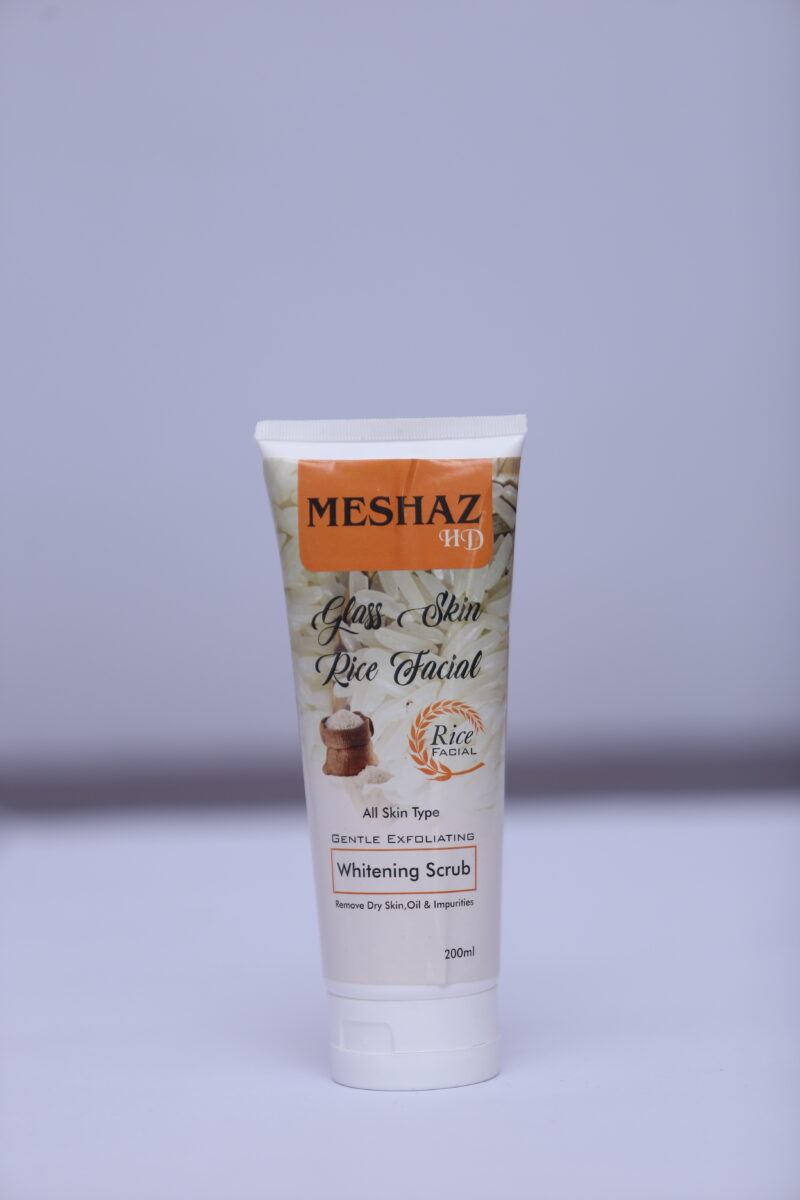 MESHAZ
HD
Glass Skin
Rice Facial
Rice
FACIAL
All Skin Type
GENTLE EXFOLIATING
Whitening Scrub
Remove Dry Skin,Oil & Impurities
200ml